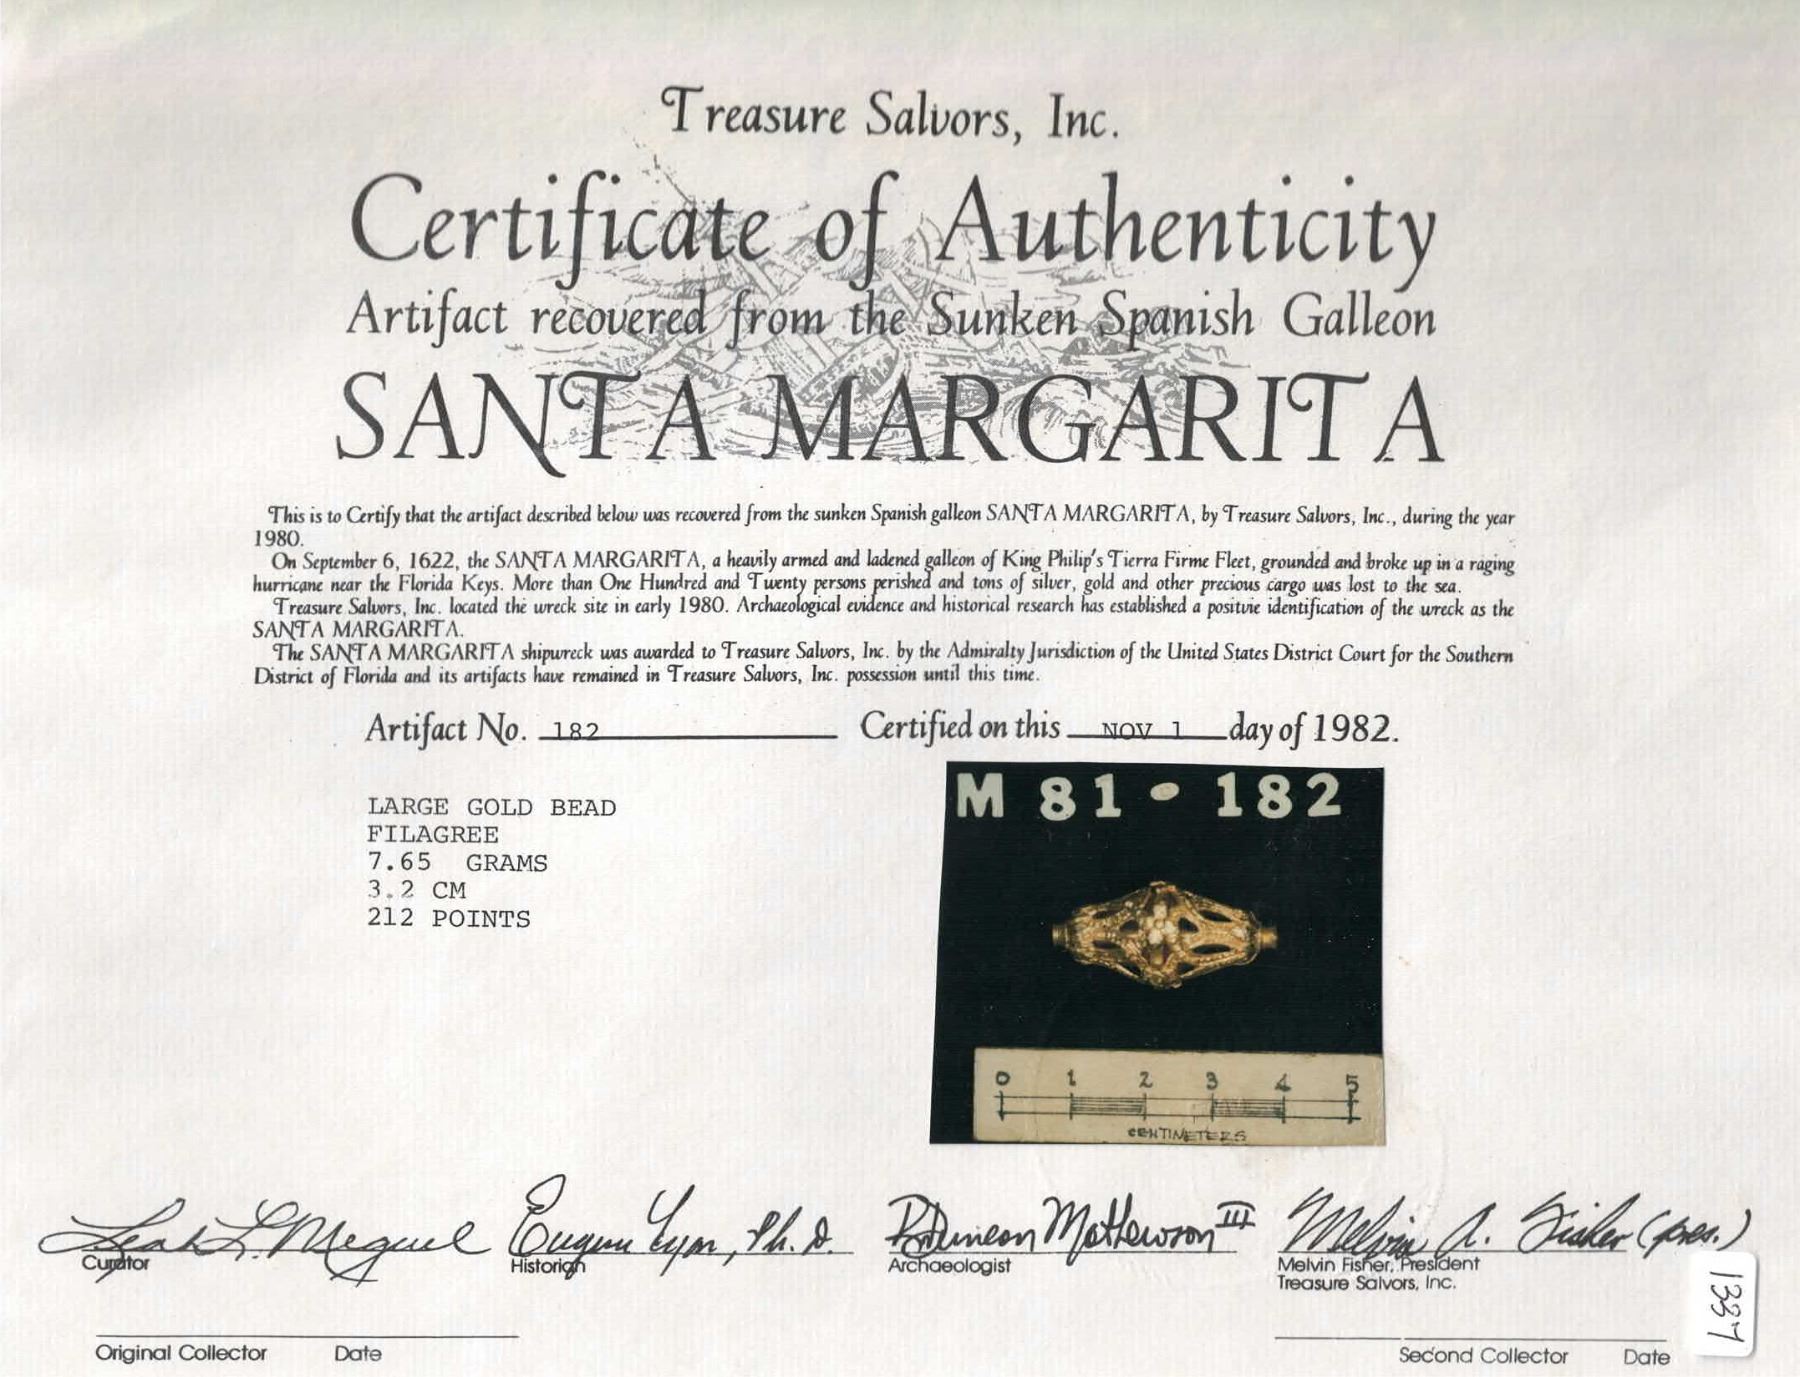 Treasure Salvors, Inc.
Certificate of Authenticity
Artifact recovered from the Sunken Spanish Galleon
SANTA MARGARITA
This is to Certify that the artifact described below was recovered from the sunken Spanish galleon SANTA MARGARITA, by Treasure Salvors, Inc., during the year
1980.
On September 6, 1622, the SANTA MARGARITA, a heavily armed and ladened galleon of King Philip's Tierra Firme Fleet, grounded and broke up in a raging
hurricane near the Florida Keys. More than One Hundred and Twenty persons perished and tons of silver, gold and other precious cargo was lost to the sea.
Treasure Salvors, Inc. located the wreck site in early 1980. Archaeological evidence and historical research has established a positvie identification of the wreck as the
SANTA MARGARITA.
The SANTA MARGARITA shipwreck was awarded to Treasure Salvors, Inc. by the Admiralty Jurisdiction of the United States District Court for the Southern
District of Florida and its artifacts have remained in Treasure Salvors, Inc. possession until this time.
Artifact No. 182 Certified on this NOV 1 day of 1982.
LARGE GOLD BEAD
FILAGREE
7.65 GRAMS
3.2 CM
212 POINTS
M 81 • 182
0 1 2 3 4 5
CENTIMETERS
Leah L. Miguel Eugene Lyon, Ph. D. R Duncan Mathewson III Melvin A. Fisher (pres.)
Curator Historian Archaeologist Melvin Fisher, President
Treasure Salvors, Inc.
1337
Original Collector Date Second Collector Date